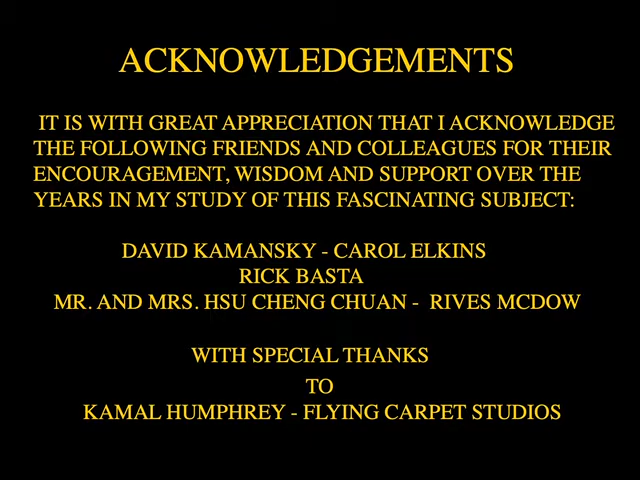 ACKNOWLEDGEMENTS
IT IS WITH GREAT APPRECIATION THAT I ACKNOWLEDGE
THE FOLLOWING FRIENDS AND COLLEAGUES FOR THEIR
ENCOURAGEMENT, WISDOM AND SUPPORT OVER THE
YEARS IN MY STUDY OF THIS FASCINATING SUBJECT:
DAVID KAMANSKY - CAROL ELKINS
RICK BASTA
MR. AND MRS. HSU CHENG CHUAN - RIVES MCDOW
WITH SPECIAL THANKS
TO
KAMAL HUMPHREY - FLYING CARPET STUDIOS